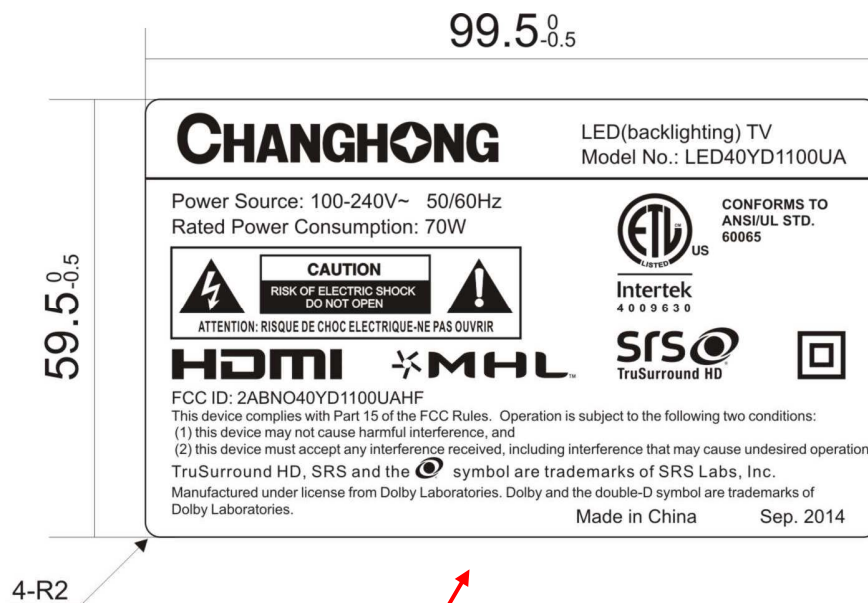 99.5 0 -0.5
CHANGHONG
LED(backlighting) TV
Model No.: LED40YD1100UA
59.5 0 -0.5
Power Source: 100-240V~ 50/60Hz
Rated Power Consumption: 70W
CAUTION
RISK OF ELECTRIC SHOCK
DO NOT OPEN
ATTENTION: RISQUE DE CHOC ELECTRIQUE-NE PAS OUVRIR
ETL
LISTED
US
Intertek
4009630
CONFORMS TO
ANSI/UL STD.
60065
HDMI
MHL™
SRS
TruSurround HD
FCC ID: 2ABNO40YD1100UAHF
This device complies with Part 15 of the FCC Rules. Operation is subject to the following two conditions:
(1) this device may not cause harmful interference, and
(2) this device must accept any interference received, including interference that may cause undesired operation
TruSurround HD, SRS and the symbol are trademarks of SRS Labs, Inc.
Manufactured under license from Dolby Laboratories. Dolby and the double-D symbol are trademarks of
Dolby Laboratories.
Made in China Sep. 2014
4-R2